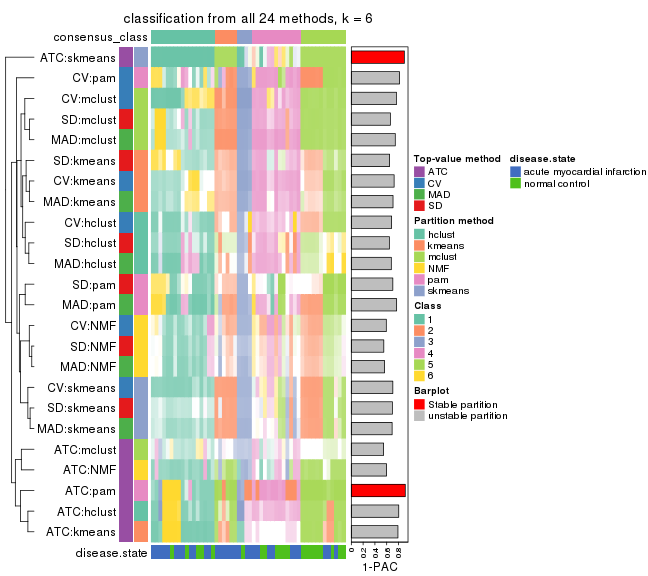 classification from all 24 methods, k = 6
consensus_class
ATC:skmeans
CV:pam
CV:mclust
SD:mclust
MAD:mclust
SD:kmeans
CV:kmeans
MAD:kmeans
CV:hclust
SD:hclust
MAD:hclust
SD:pam
MAD:pam
CV:NMF
SD:NMF
MAD:NMF
CV:skmeans
SD:skmeans
MAD:skmeans
ATC:mclust
ATC:NMF
ATC:pam
ATC:hclust
ATC:kmeans
disease.state
0 0.2 0.4 0.6 0.8
1-PAC
Top-value method
ATC
CV
MAD
SD
Partition method
hclust
kmeans
mclust
NMF
pam
skmeans
Class
1
2
3
4
5
6
Barplot
Stable partition
unstable partition
disease.state
acute myocardial infarction
normal control